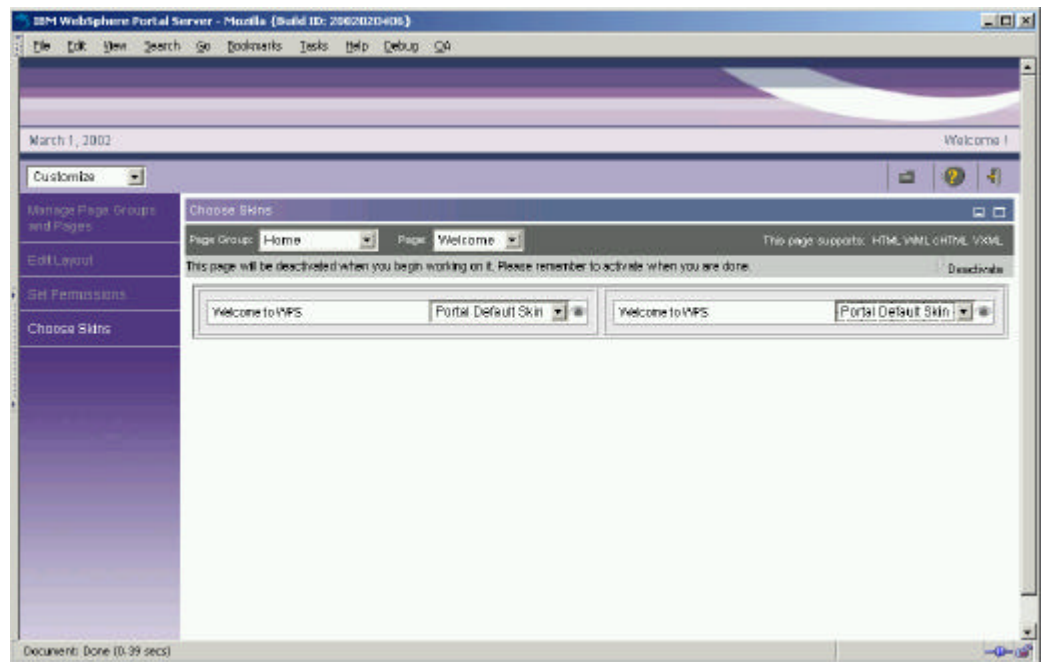 IBM WebSphere Portal Server - Mozilla {Build ID: 2002020406}
File Edit View Search Go Bookmarks Tasks Help Debug QA
March 1, 2002 Welcome !
Customize
Manage Page Groups and Pages
Edit Layout
Set Permissions
Choose Skins
Choose Skins
Page Group: Home Page: Welcome This page supports: HTML WML cHTML VXML
This page will be deactivated when you begin working on it. Please remember to activate when you are done. Deactivate
Welcome to WPS Portal Default Skin Welcome to WPS Portal Default Skin
Document: Done (0.39 secs)